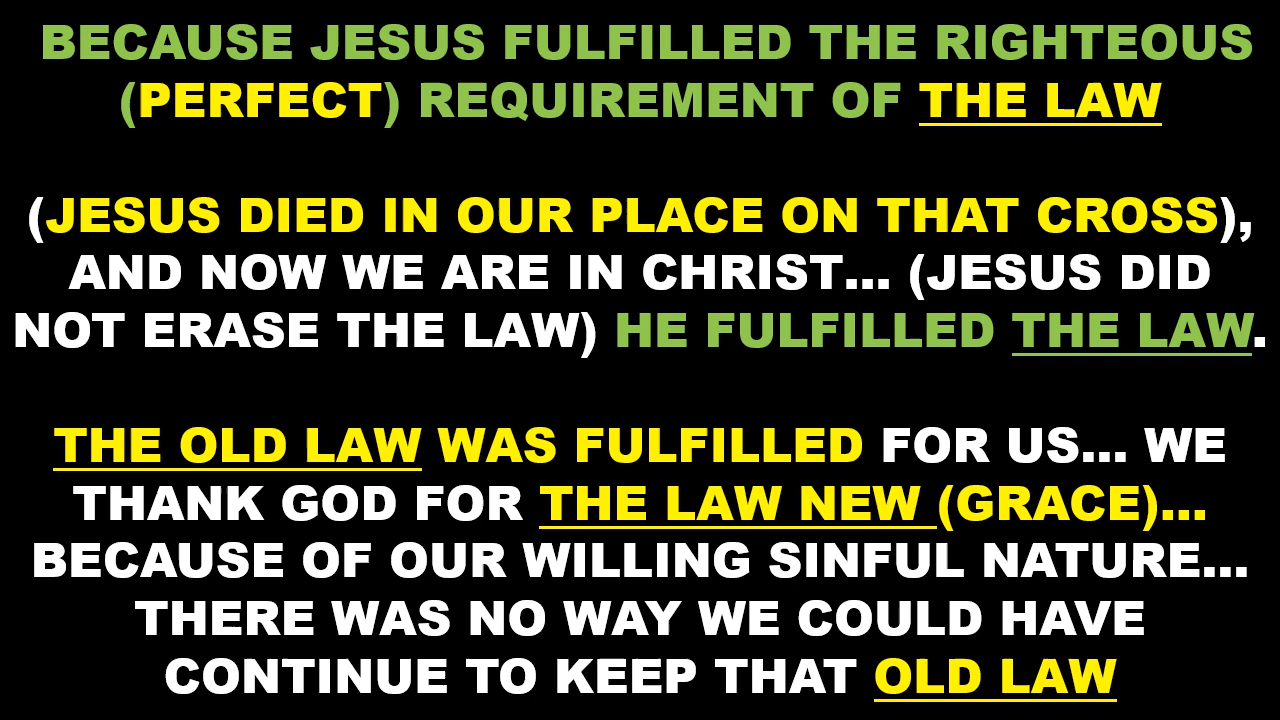 BECAUSE JESUS FULFILLED THE RIGHTEOUS
(PERFECT) REQUIREMENT OF THE LAW
(JESUS DIED IN OUR PLACE ON THAT CROSS),
AND NOW WE ARE IN CHRIST... (JESUS DID
NOT ERASE THE LAW) HE FULFILLED THE LAW.
THE OLD LAW WAS FULFILLED FOR US... WE
THANK GOD FOR THE LAW NEW (GRACE)...
BECAUSE OF OUR WILLING SINFUL NATURE...
THERE WAS NO WAY WE COULD HAVE
CONTINUE TO KEEP THAT OLD LAW